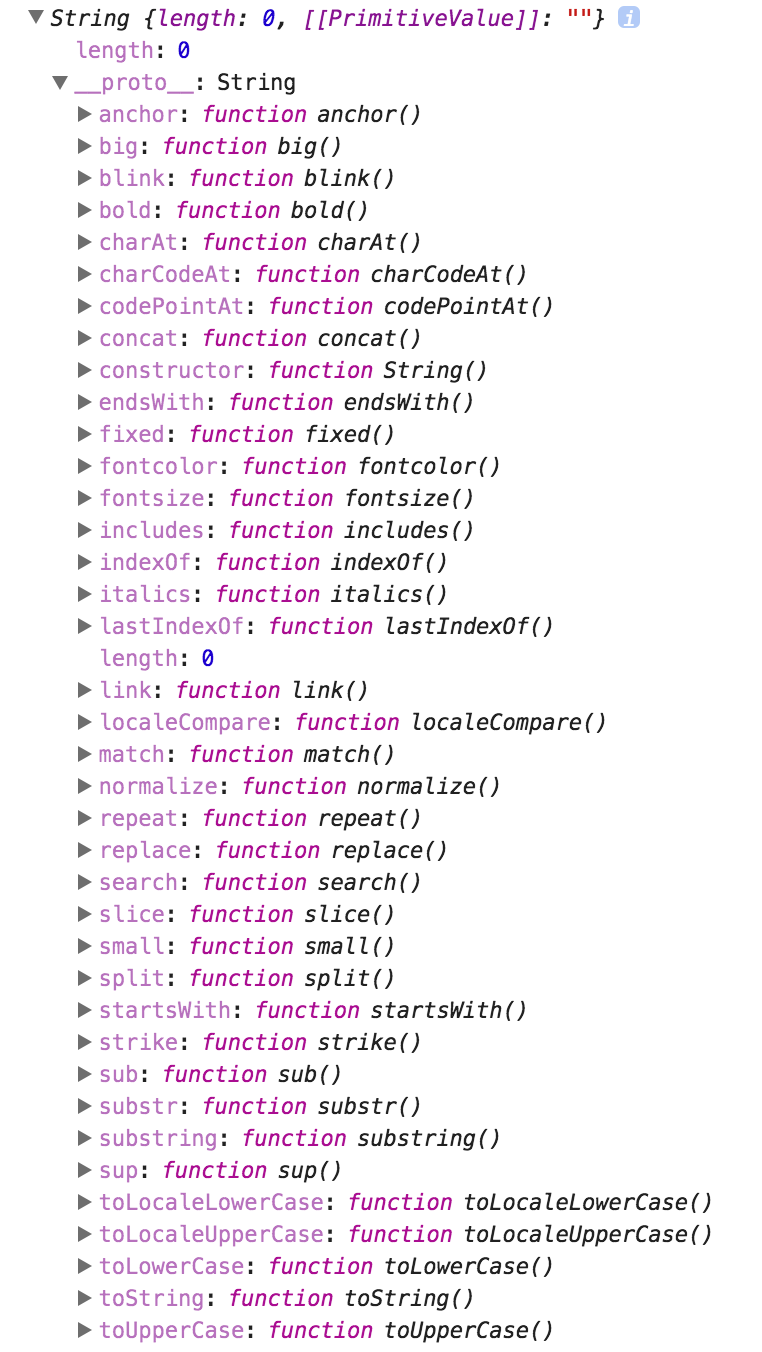 String {length: 0, [[PrimitiveValue]]: ""} i
length: 0
__proto__: String
anchor: function anchor()
big: function big()
blink: function blink()
bold: function bold()
charAt: function charAt()
charCodeAt: function charCodeAt()
codePointAt: function codePointAt()
concat: function concat()
constructor: function String()
endsWith: function endsWith()
fixed: function fixed()
fontcolor: function fontcolor()
fontsize: function fontsize()
includes: function includes()
indexOf: function indexOf()
italics: function italics()
lastIndexOf: function lastIndexOf()
length: 0
link: function link()
localeCompare: function localeCompare()
match: function match()
normalize: function normalize()
repeat: function repeat()
replace: function replace()
search: function search()
slice: function slice()
small: function small()
split: function split()
startsWith: function startsWith()
strike: function strike()
sub: function sub()
substr: function substr()
substring: function substring()
sup: function sup()
toLocaleLowerCase: function toLocaleLowerCase()
toLocaleUpperCase: function toLocaleUpperCase()
toLowerCase: function toLowerCase()
toString: function toString()
toUpperCase: function toUpperCase()